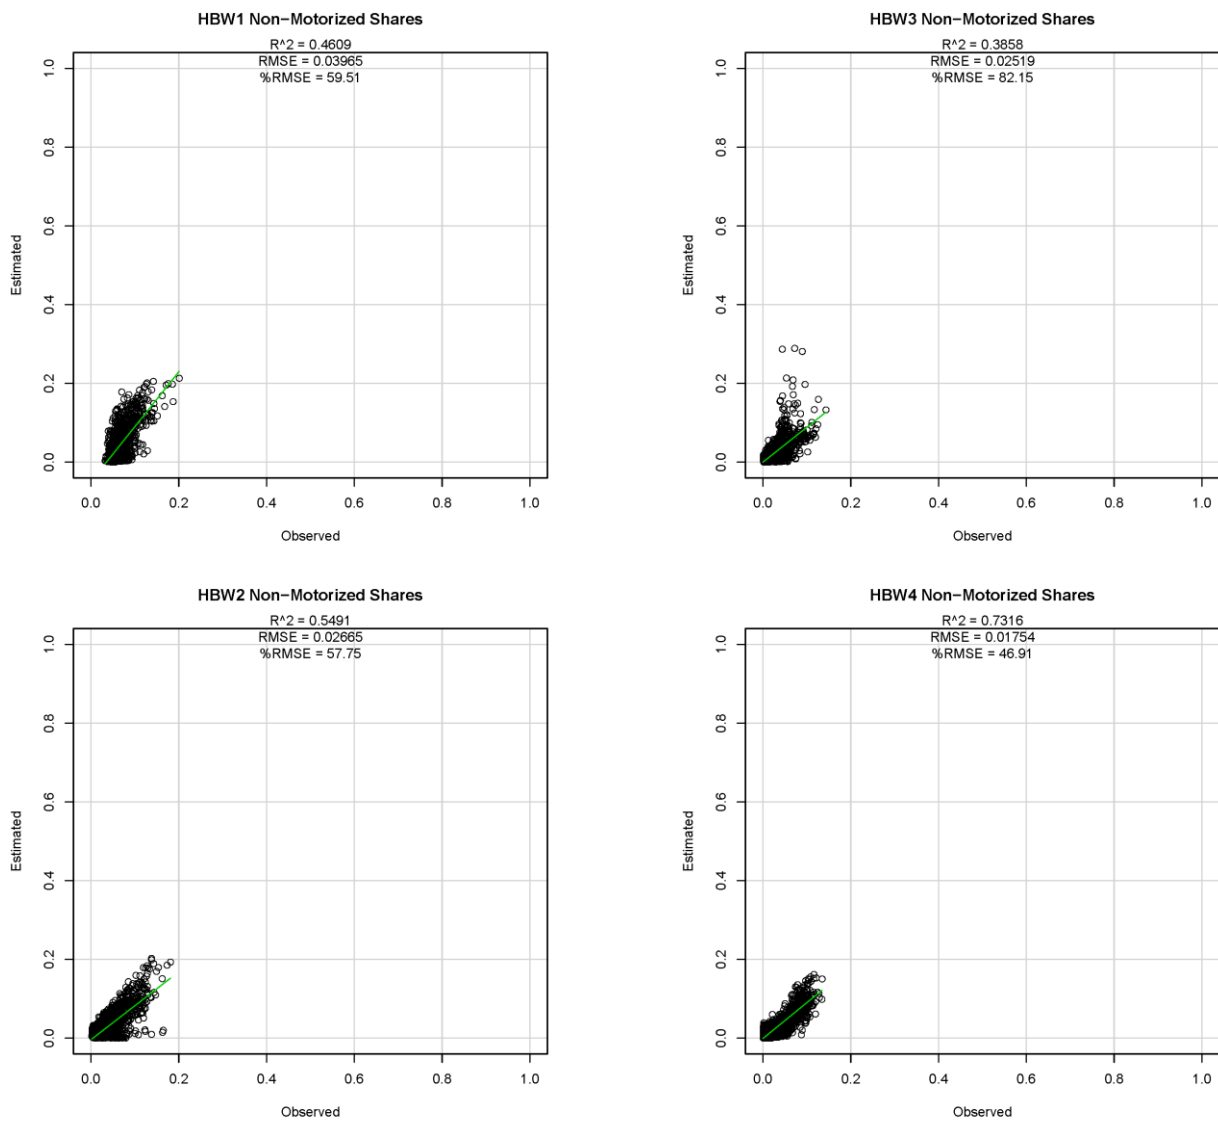 HBW1 Non−Motorized Shares
R^2 = 0.4609
RMSE = 0.03965
%RMSE = 59.51
1.0
0.8
0.6
0.4
0.2
0.0
Estimated
0.0 0.2 0.4 0.6 0.8 1.0
Observed
HBW3 Non−Motorized Shares
R^2 = 0.3858
RMSE = 0.02519
%RMSE = 82.15
1.0
0.8
0.6
0.4
0.2
0.0
Estimated
0.0 0.2 0.4 0.6 0.8 1.0
Observed
HBW2 Non−Motorized Shares
R^2 = 0.5491
RMSE = 0.02665
%RMSE = 57.75
1.0
0.8
0.6
0.4
0.2
0.0
Estimated
0.0 0.2 0.4 0.6 0.8 1.0
Observed
HBW4 Non−Motorized Shares
R^2 = 0.7316
RMSE = 0.01754
%RMSE = 46.91
1.0
0.8
0.6
0.4
0.2
0.0
Estimated
0.0 0.2 0.4 0.6 0.8 1.0
Observed